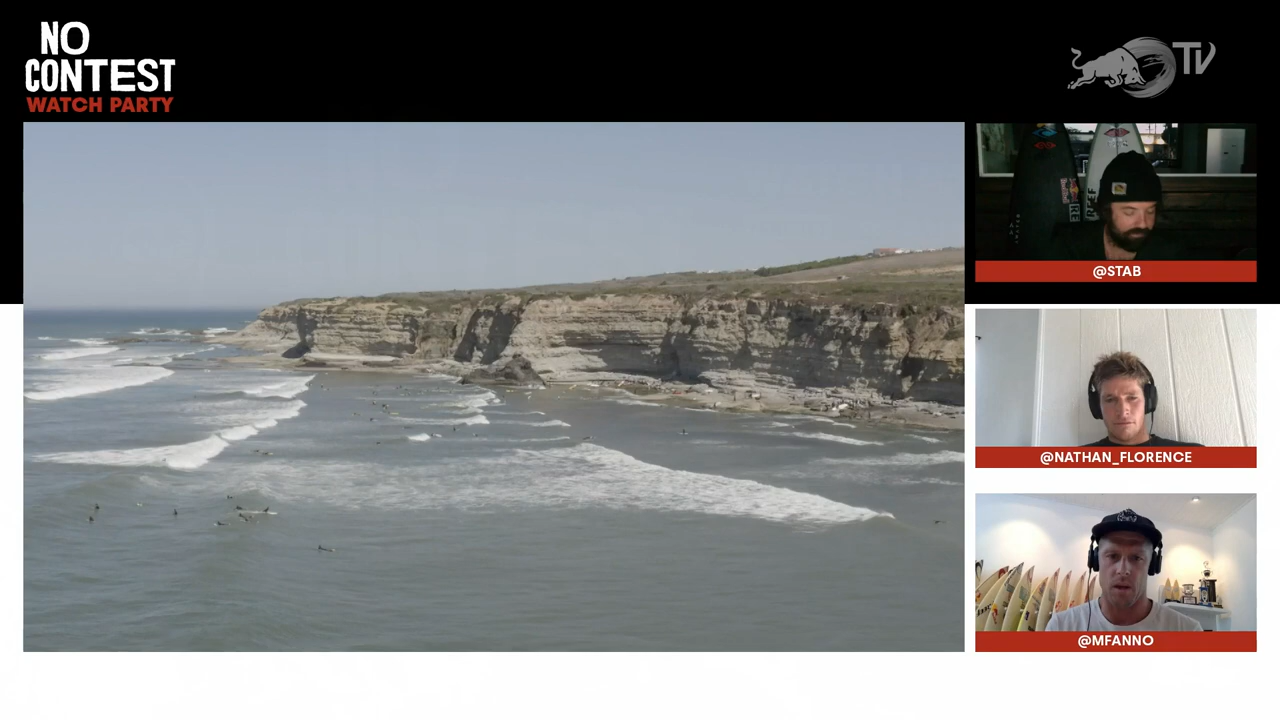 NO
CONTEST
WATCH PARTY
TV
@STAB
@NATHAN_FLORENCE
@MFANNO